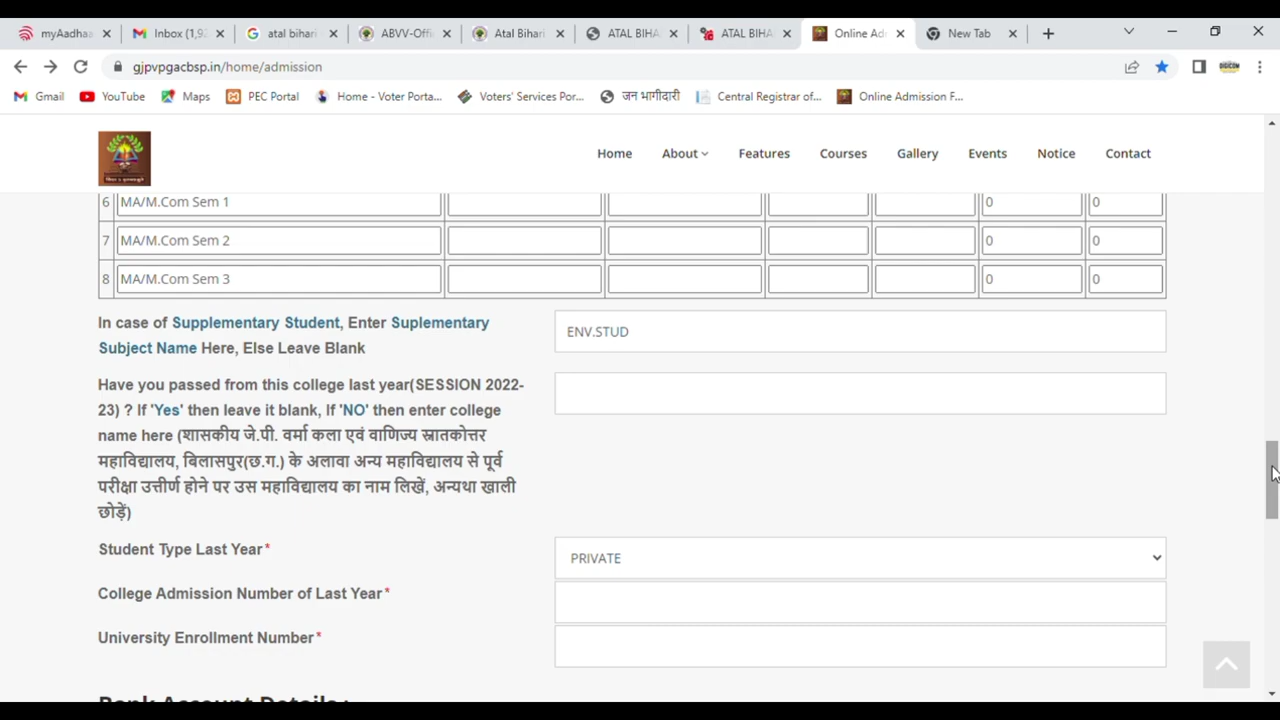 myAadhaa
Inbox (1,9
atal bihari
ABVV-Offi
Atal Bihari
ATAL BIHA
ATAL BIHA
Online Ad
New Tab
gjpvpgacbsp.in/home/admission
Gmail
YouTube
Maps
PEC Portal
Home - Voter Porta...
Voters' Services Por...
जन भागीदारी
Central Registrar of...
Online Admission F...
Home
About
Features
Courses
Gallery
Events
Notice
Contact
6 MA/M.Com Sem 1 0 0
7 MA/M.Com Sem 2 0 0
8 MA/M.Com Sem 3 0 0
In case of Supplementary Student, Enter Suplementary
Subject Name Here, Else Leave Blank
ENV.STUD
Have you passed from this college last year(SESSION 2022-
23) ? If 'Yes' then leave it blank, If 'NO' then enter college
name here (शासकीय जे.पी. वर्मा कला एवं वाणिज्य स्नातकोत्तर
महाविद्यालय, बिलासपुर(छ.ग.) के अलावा अन्य महाविद्यालय से पूर्व
परीक्षा उत्तीर्ण होने पर उस महाविद्यालय का नाम लिखें, अन्यथा खाली
छोड़ें)
Student Type Last Year*
PRIVATE
College Admission Number of Last Year*
University Enrollment Number*
Bank Account Details :